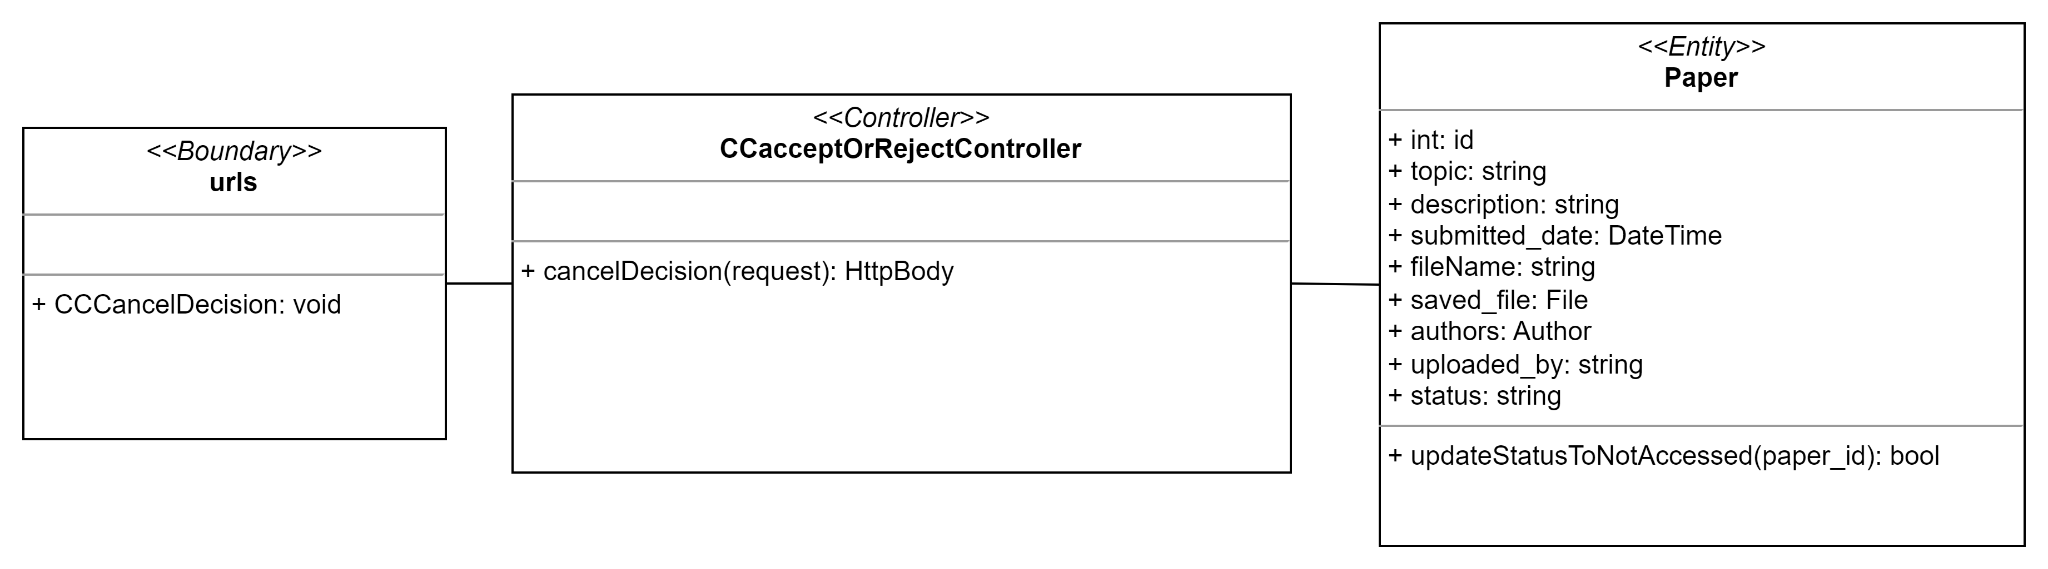 <<Boundary>>
urls
+ CCCancelDecision: void
<<Controller>>
CCacceptOrRejectController
+ cancelDecision(request): HttpBody
<<Entity>>
Paper
+ int: id
+ topic: string
+ description: string
+ submitted_date: DateTime
+ fileName: string
+ saved_file: File
+ authors: Author
+ uploaded_by: string
+ status: string
+ updateStatusToNotAccessed(paper_id): bool